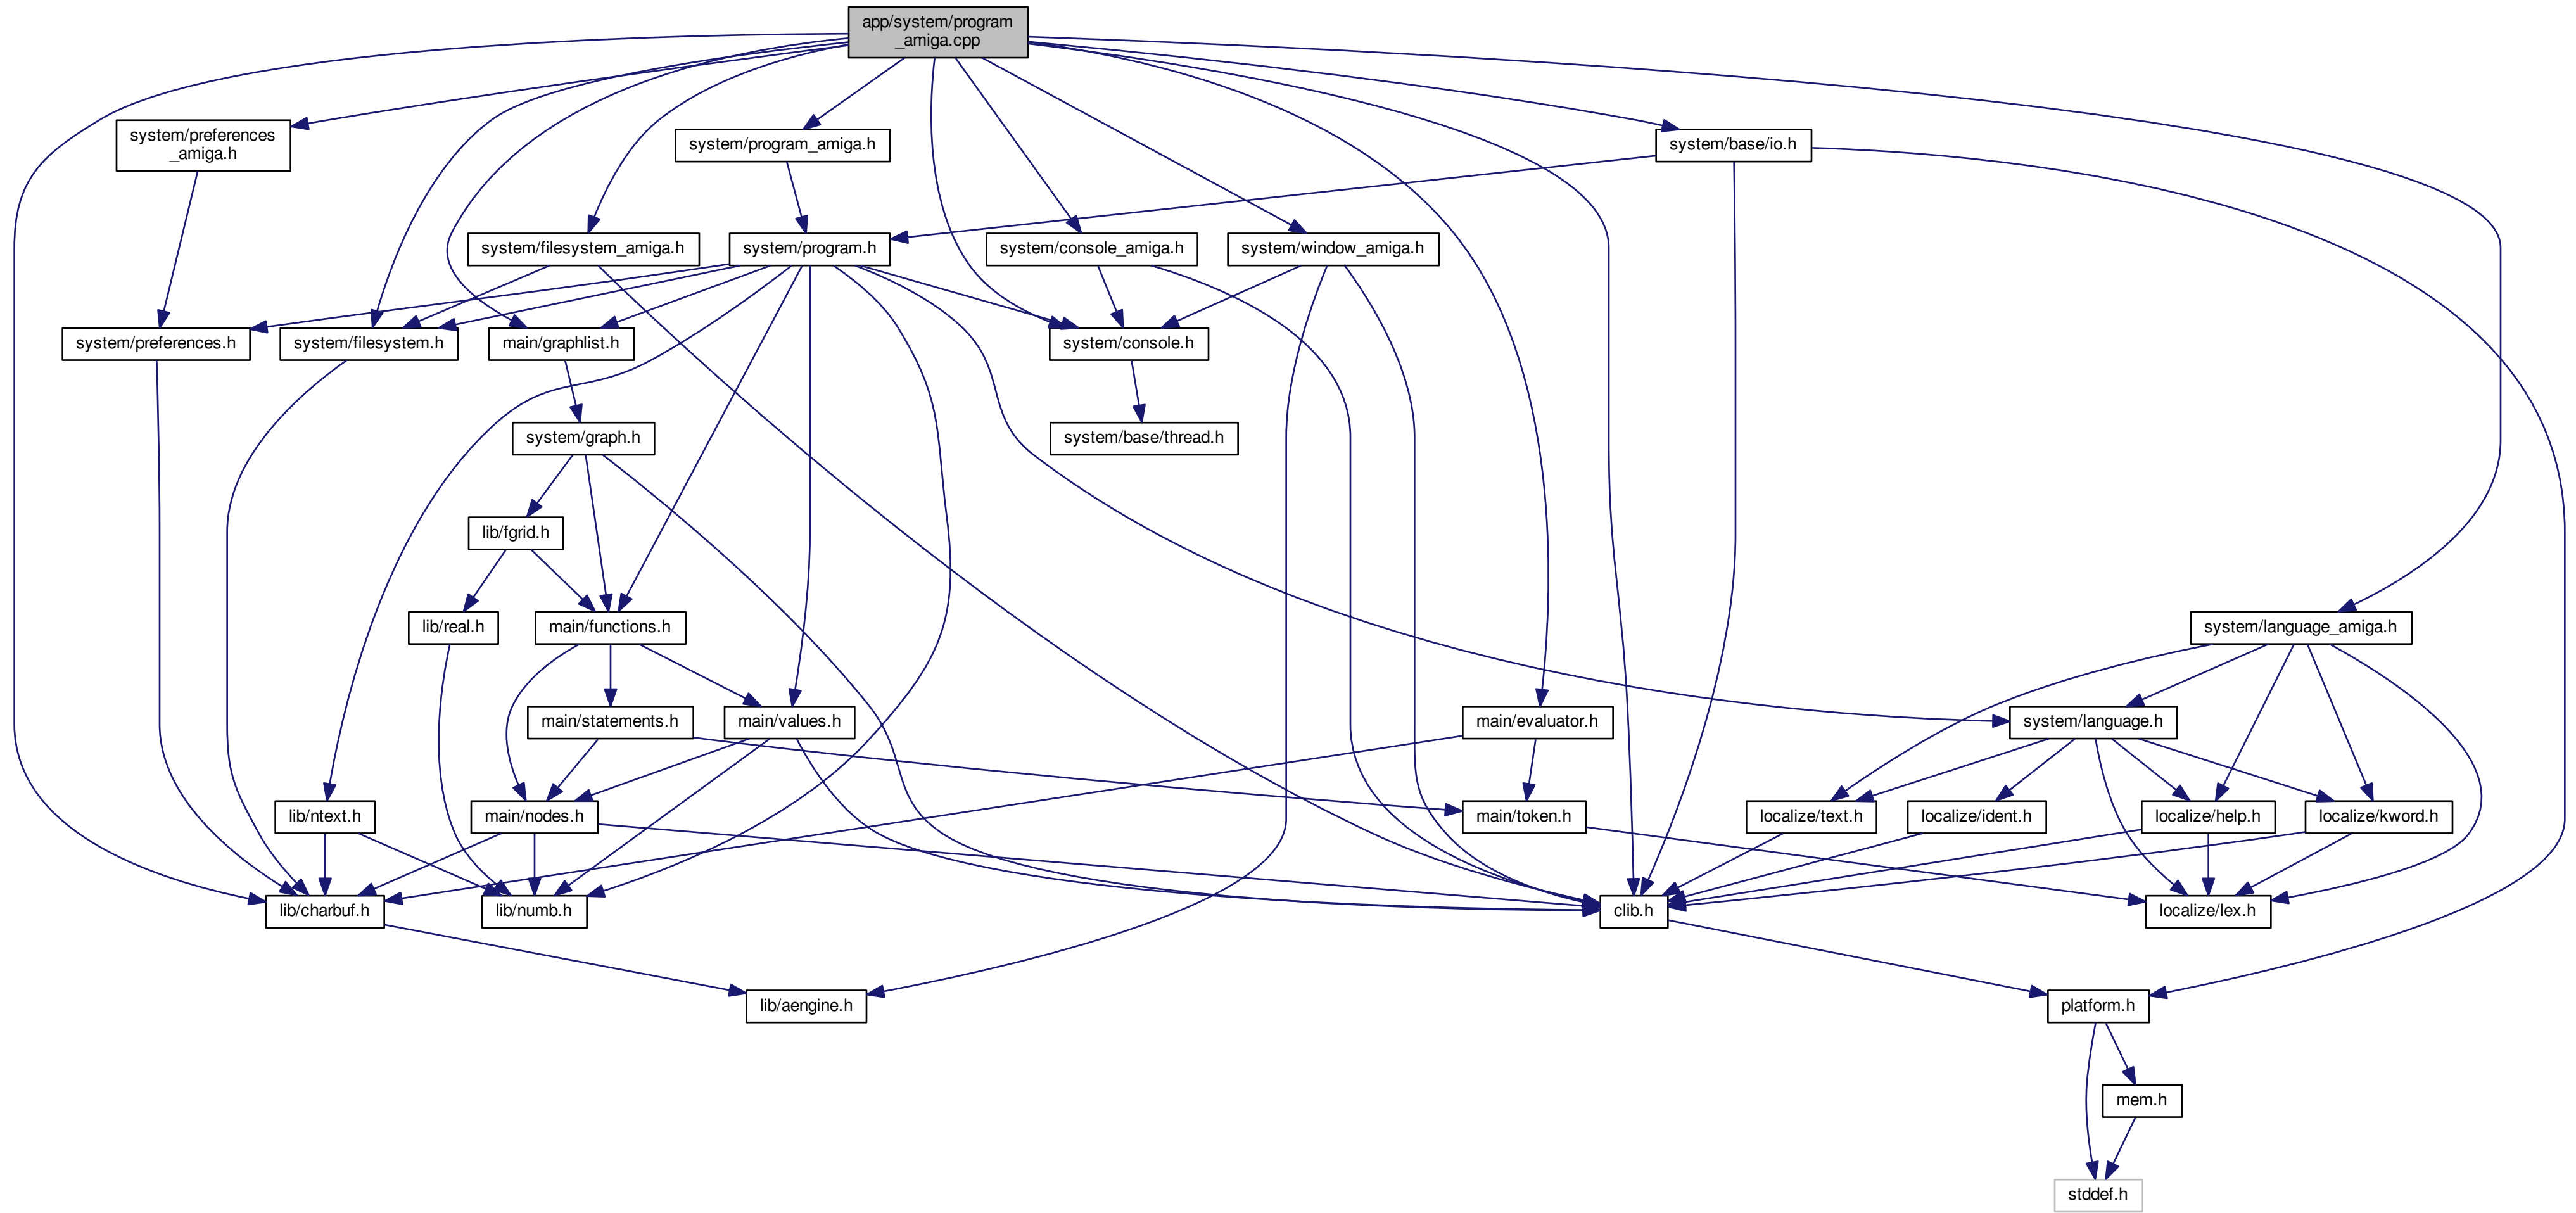 app/system/program
_amiga.cpp
system/preferences
_amiga.h
system/program_amiga.h
system/base/io.h
system/filesystem_amiga.h
system/program.h
system/console_amiga.h
system/window_amiga.h
system/preferences.h
system/filesystem.h
main/graphlist.h
system/console.h
system/graph.h
system/base/thread.h
lib/fgrid.h
lib/real.h
main/functions.h
system/language_amiga.h
main/statements.h
main/values.h
main/evaluator.h
system/language.h
lib/ntext.h
main/nodes.h
main/token.h
localize/text.h
localize/ident.h
localize/help.h
localize/kword.h
lib/charbuf.h
lib/numb.h
clib.h
localize/lex.h
lib/aengine.h
platform.h
mem.h
stddef.h